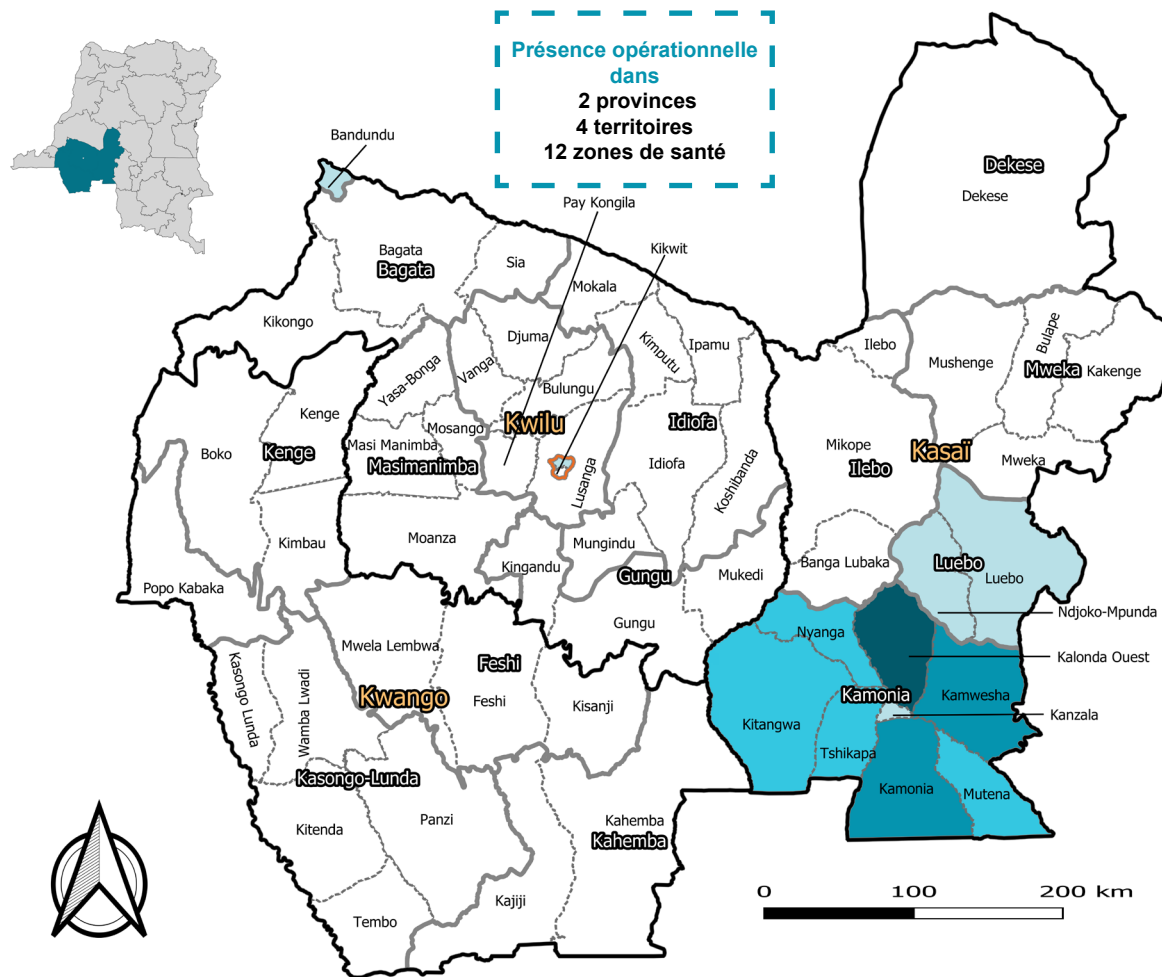 Présence opérationnelle
dans
2 provinces
4 territoires
12 zones de santé
Bandundu
Pay Kongila
Kikwit
Dekese
Dekese
Bagata
Bagata
Sia
Mokala
Kikongo
Djuma
Kimputu
Ipamu
Ilebo
Mushenge
Bulape
Mweka
Kakenge
Yasa-Bonga
Vanga
Bulungu
Kenge
Kenge
Boko
Mosango
Masi Manimba
Masimanimba
Kwilu
Idiofa
Idiofa
Lusanga
Koshibanda
Mikope
Ilebo
Kasaï
Mweka
Kimbau
Moanza
Kingandu
Mungindu
Gungu
Mukedi
Banga Lubaka
Luebo
Luebo
Popo Kabaka
Gungu
Ndjoko-Mpunda
Kasongo Lunda
Wamba Lwadi
Mwela Lembwa
Feshi
Feshi
Kwango
Kisanji
Nyanga
Kalonda Ouest
Kamonia
Kamwesha
Kanzala
Kitangwa
Tshikapa
Kasongo-Lunda
Kamonia
Mutena
Kitenda
Panzi
Kahemba
Kahemba
Kajiji
Tembo
0 100 200 km